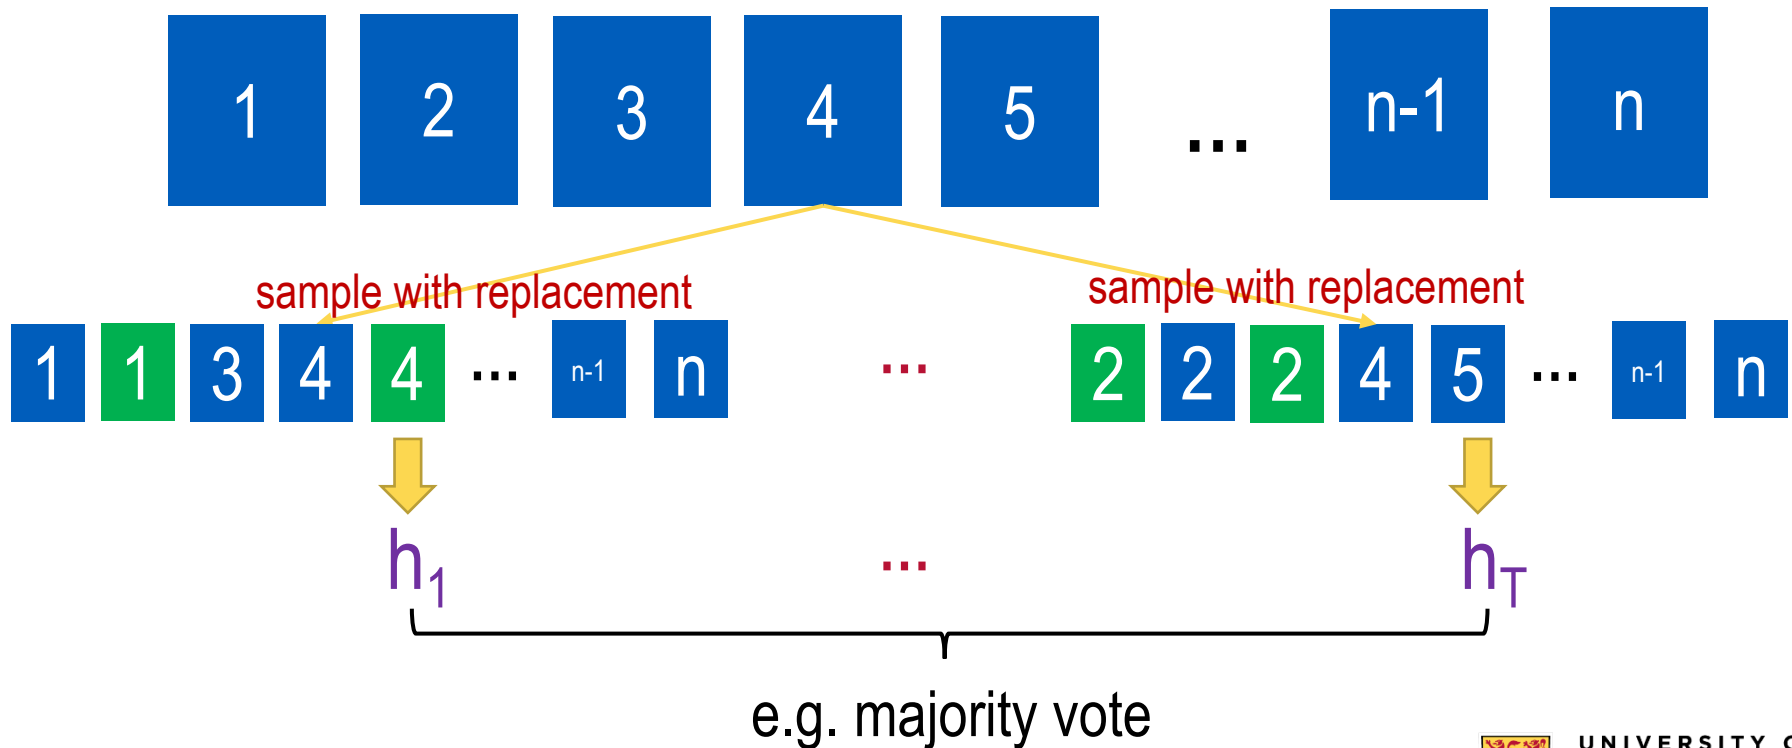 1 2 3 4 5 ... n-1 n
sample with replacement sample with replacement
1 1 3 4 4 ... n-1 n ... 2 2 2 4 5 ... n-1 n
h1 ... hT
e.g. majority vote
UNIVERSITY